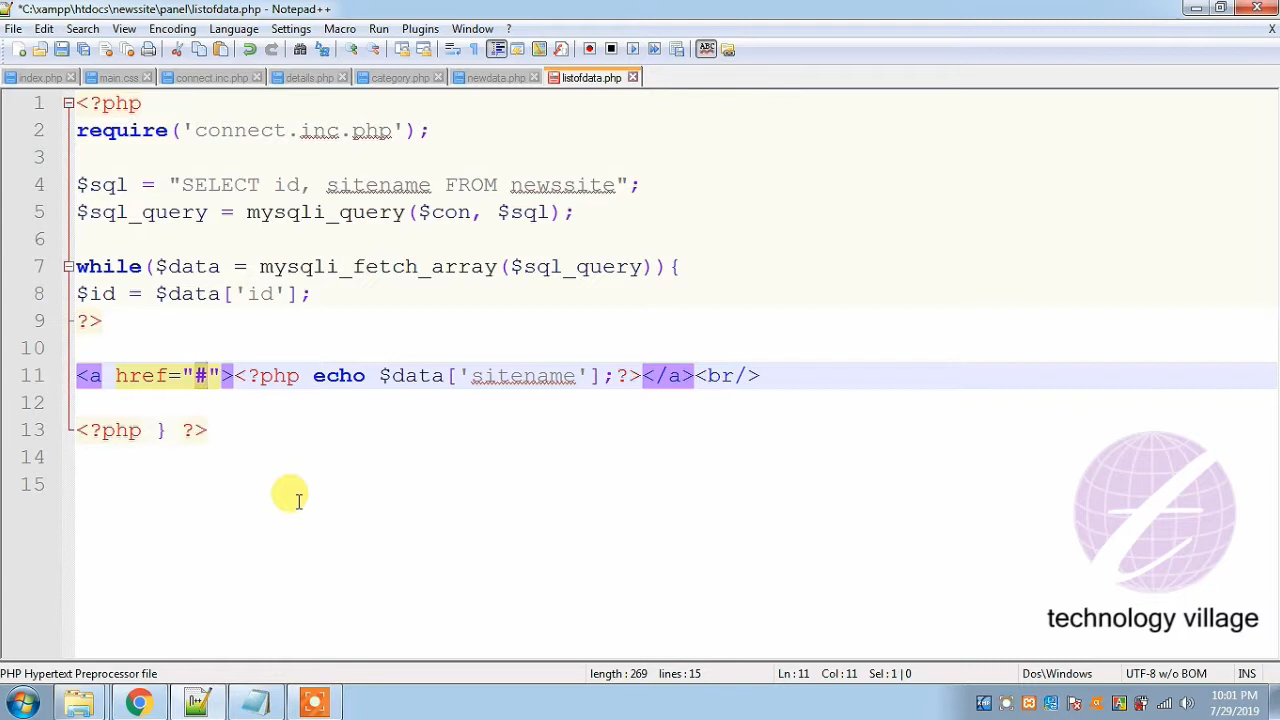 *C:\xampp\htdocs\newssite\panel\listofdata.php - Notepad++
File Edit Search View Encoding Language Settings Macro Run Plugins Window ? X
index.php main.css connect.inc.php details.php category.php newdata.php listofdata.php
1 <?php
2 require('connect.inc.php');
3
4 $sql = "SELECT id, sitename FROM newssite";
5 $sql_query = mysqli_query($con, $sql);
6
7 while($data = mysqli_fetch_array($sql_query)){
8 $id = $data['id'];
9 ?>
10
11 <a href="#"><?php echo $data['sitename'];?></a><br/>
12
13 <?php } ?>
14
15
technology village
PHP Hypertext Preprocessor file length : 269 lines : 15 Ln : 11 Col : 11 Sel : 1 | 0 Dos\Windows UTF-8 w/o BOM INS
10:01 PM
7/29/2019